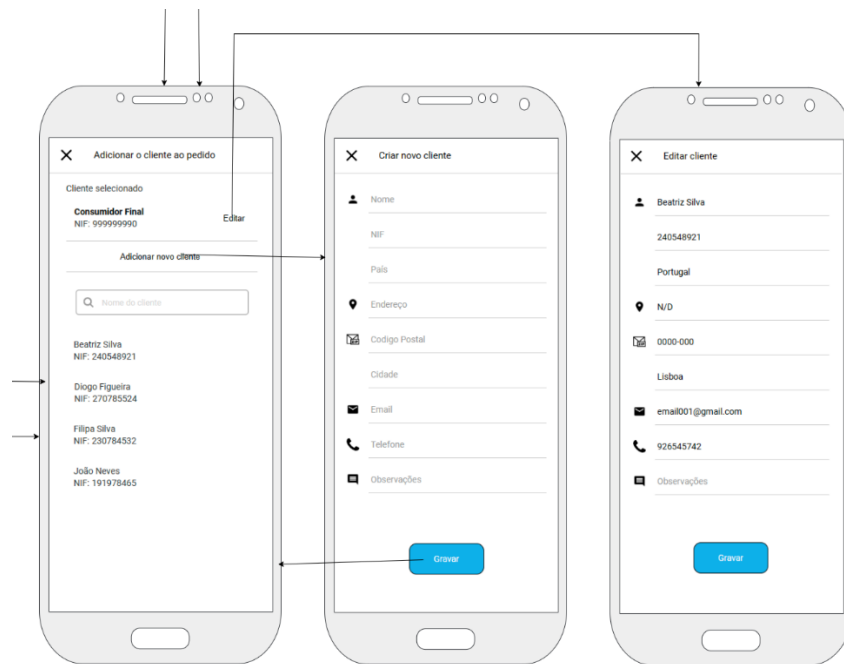 Adicionar o cliente ao pedido
Cliente selecionado
Consumidor Final
NIF: 999999990
Editar
Adicionar novo cliente
Nome do cliente
Beatriz Silva
NIF: 240548921
Diogo Figueira
NIF: 270785524
Filipa Silva
NIF: 230784532
João Neves
NIF: 191978465
Criar novo cliente
Nome
NIF
País
Endereço
Codigo Postal
Cidade
Email
Telefone
Observações
Gravar
Editar cliente
Beatriz Silva
240548921
Portugal
N/D
0000-000
Lisboa
email001@gmail.com
926545742
Observações
Gravar